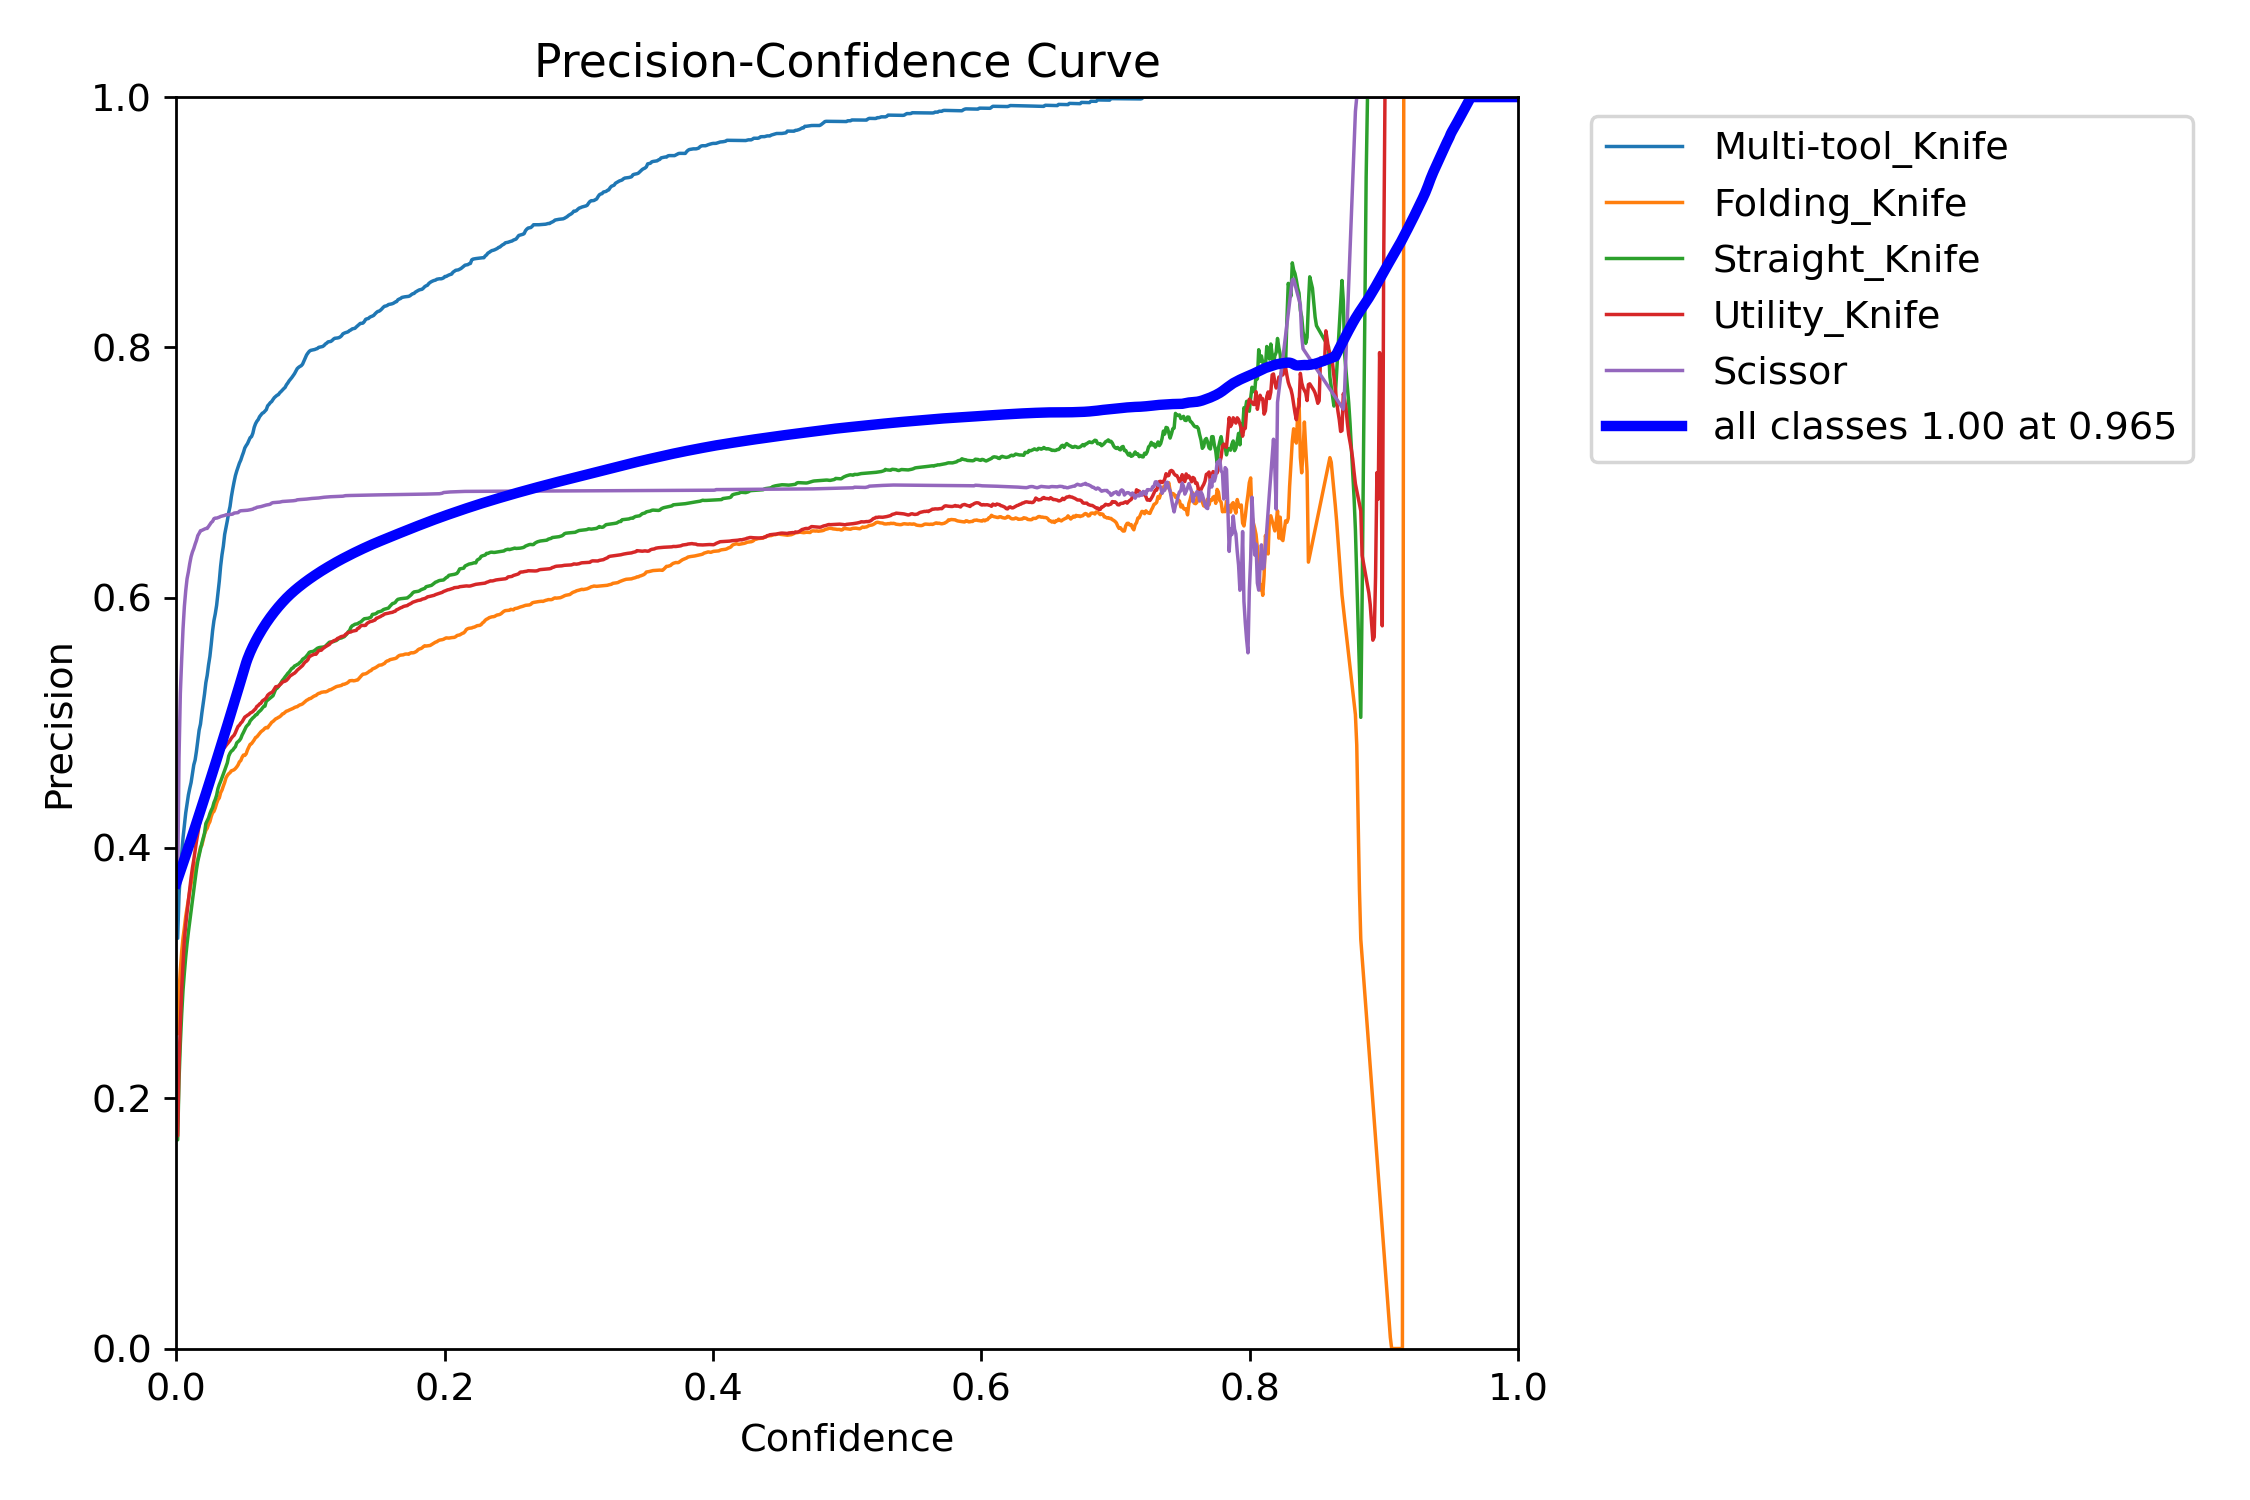 Precision-Confidence Curve
1.0
0.8
0.6
0.4
0.2
0.0
Precision
0.0 0.2 0.4 0.6 0.8 1.0
Confidence
Multi-tool_Knife
Folding_Knife
Straight_Knife
Utility_Knife
Scissor
all classes 1.00 at 0.965